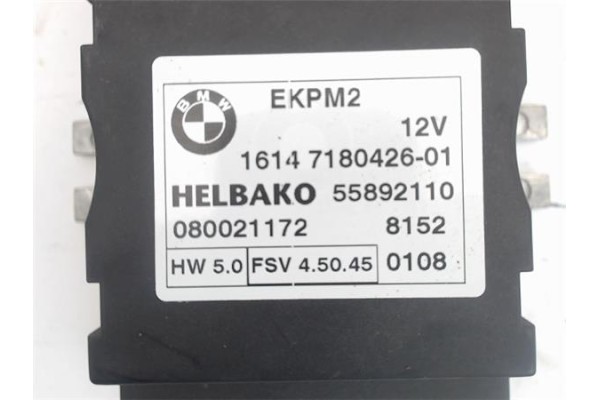 BMW
EKPM2
12V
1614 7180426-01
HELBAKO 55892110
080021172 8152
HW 5.0 FSV 4.50.45 0108